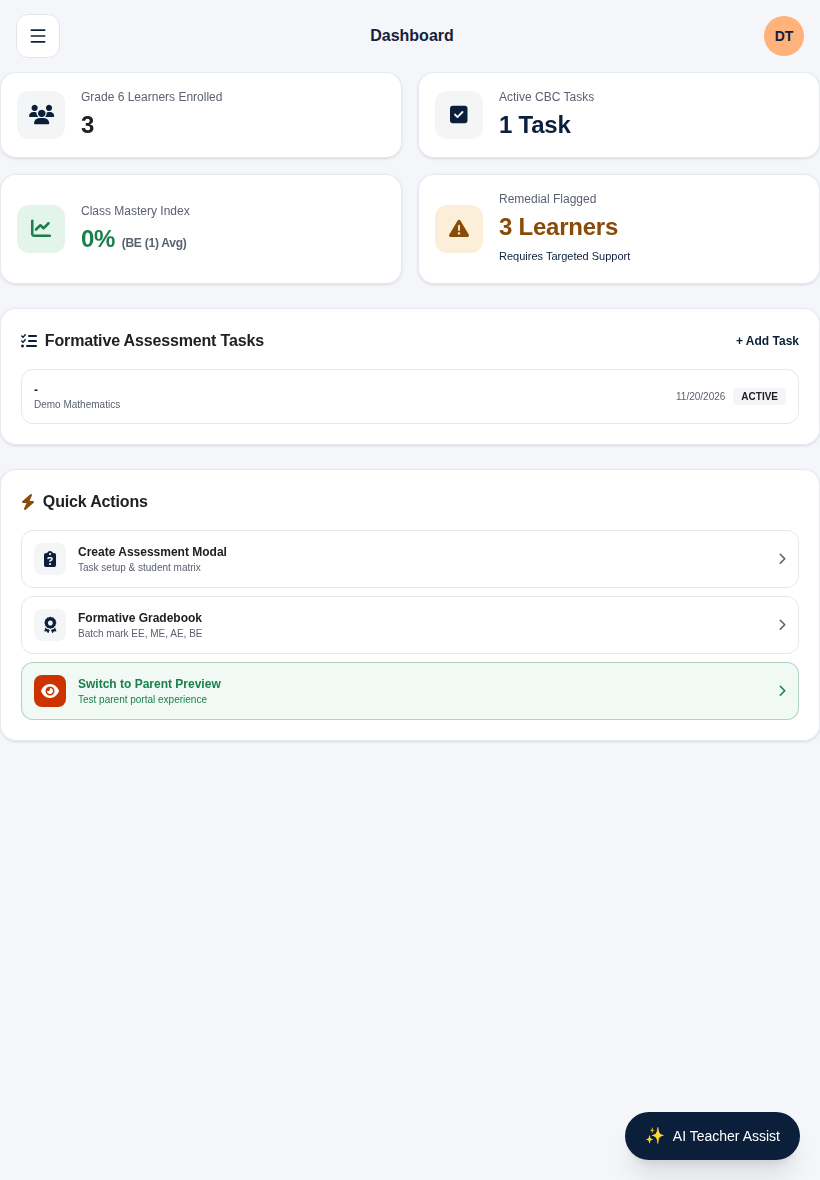 Dashboard
DT
Grade 6 Learners Enrolled
3
Active CBC Tasks
1 Task
Class Mastery Index
0% (BE (1) Avg)
Remedial Flagged
3 Learners
Requires Targeted Support
Formative Assessment Tasks
+ Add Task
-
Demo Mathematics
11/20/2026 ACTIVE
Quick Actions
Create Assessment Modal
Task setup & student matrix
Formative Gradebook
Batch mark EE, ME, AE, BE
Switch to Parent Preview
Test parent portal experience
✨ AI Teacher Assist